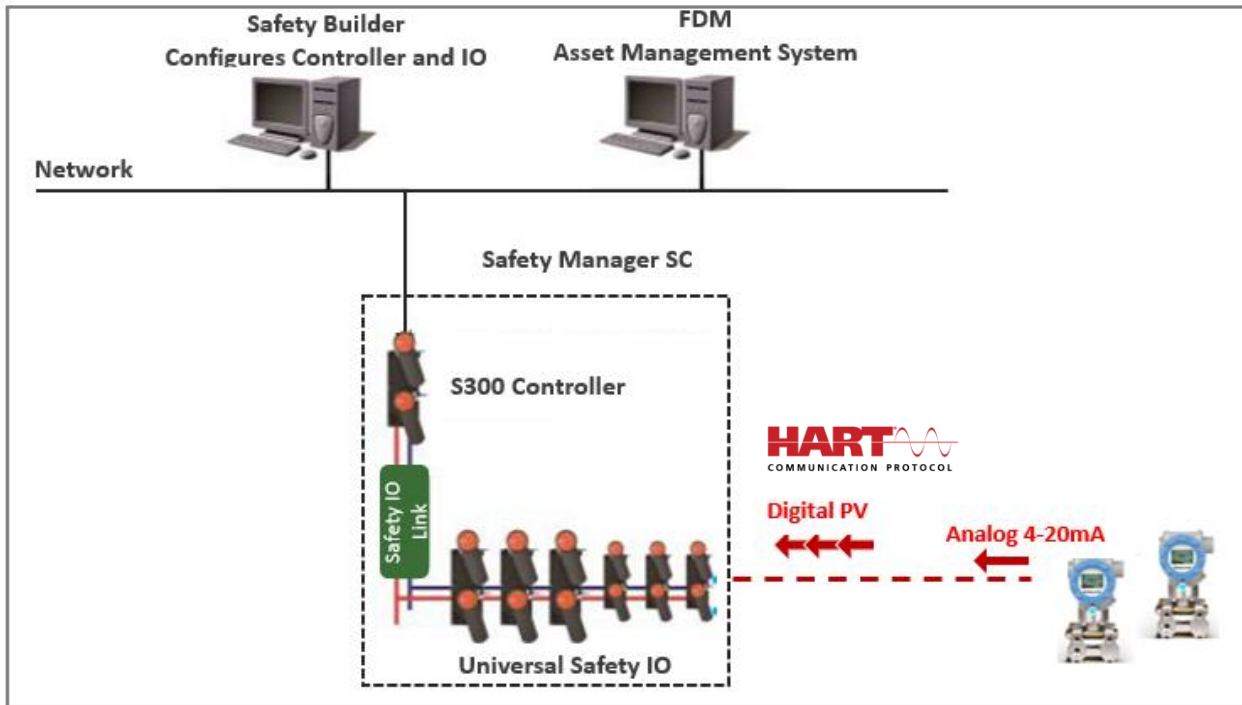 Safety Builder
Configures Controller and IO
FDM
Asset Management System
Network
Safety Manager SC
S300 Controller
Safety IO
Link
HART
COMMUNICATION PROTOCOL
Digital PV
Analog 4-20mA
Universal Safety IO